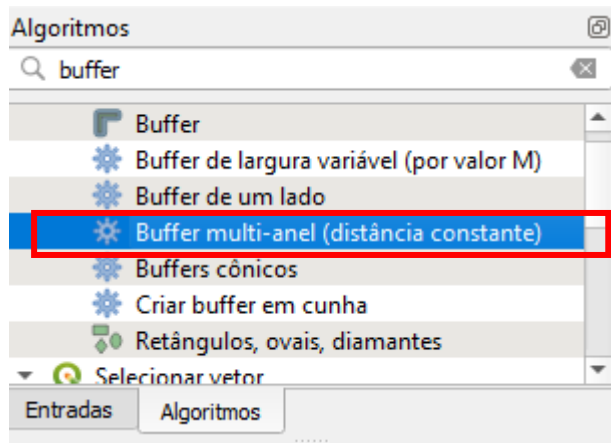 Algoritmos
buffer
Buffer
Buffer de largura variável (por valor M)
Buffer de um lado
Buffer multi-anel (distância constante)
Buffers cônicos
Criar buffer em cunha
Retângulos, ovais, diamantes
Selecionar vetor
Entradas Algoritmos